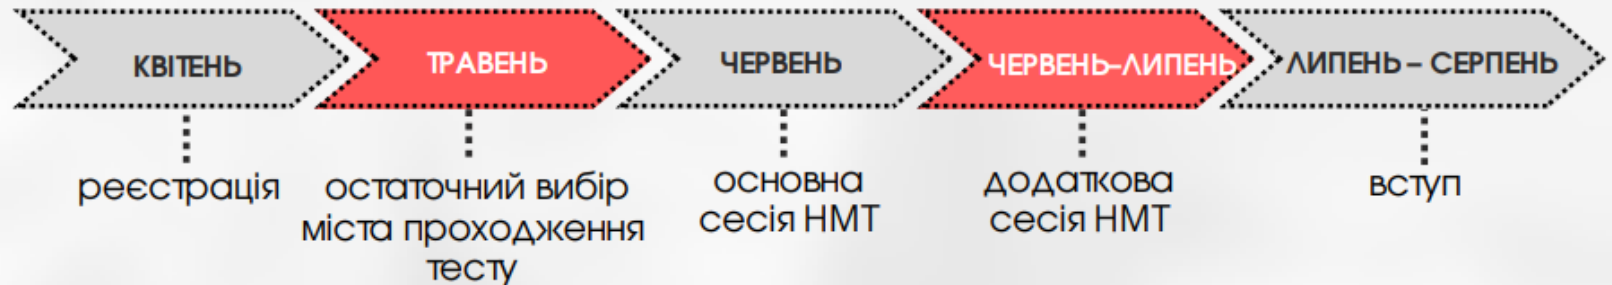 КВІТЕНЬ
ТРАВЕНЬ
ЧЕРВЕНЬ
ЧЕРВЕНЬ–ЛИПЕНЬ
ЛИПЕНЬ – СЕРПЕНЬ
реєстрація
остаточний вибір
міста проходження
тесту
основна
сесія НМТ
додаткова
сесія НМТ
вступ